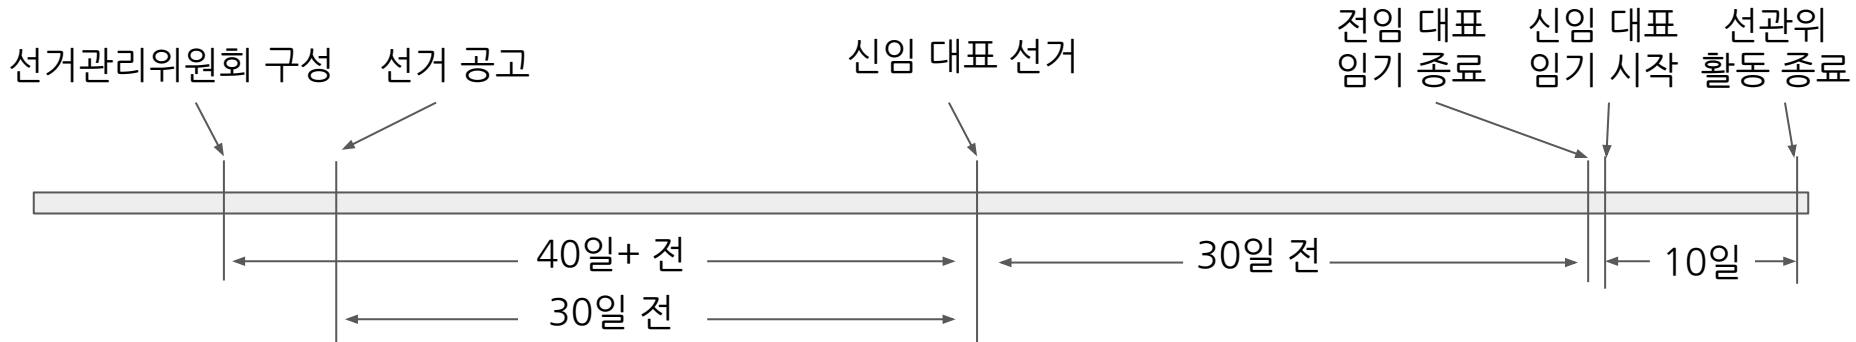 선거관리위원회 구성
선거 공고
신임 대표 선거
전임 대표
임기 종료
신임 대표
임기 시작
선관위
활동 종료
40일+ 전
30일 전
10일
30일 전